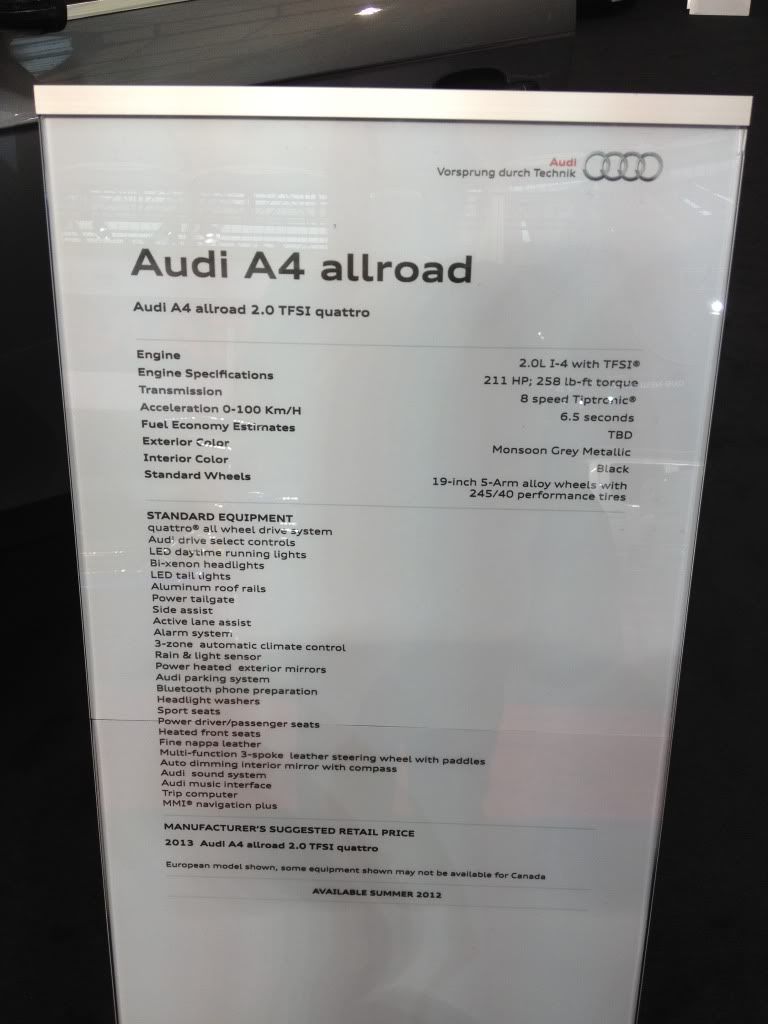 Audi
Vorsprung durch Technik
Audi A4 allroad
Audi A4 allroad 2.0 TFSI quattro
Engine 2.0L I-4 with TFSI®
Engine Specifications 211 HP; 258 lb-ft torque
Transmission 8 speed Tiptronic®
Acceleration 0-100 Km/H 6.5 seconds
Fuel Economy Estimates TBD
Exterior Color Monsoon Grey Metallic
Interior Color Black
Standard Wheels 19-inch 5-Arm alloy wheels with
245/40 performance tires
STANDARD EQUIPMENT
quattro® all wheel drive system
Audi drive select controls
LED daytime running lights
Bi-xenon headlights
LED tail lights
Aluminum roof rails
Power tailgate
Side assist
Active lane assist
Alarm system
3-zone automatic climate control
Rain & light sensor
Power heated exterior mirrors
Audi parking system
Bluetooth phone preparation
Headlight washers
Sport seats
Power driver/passenger seats
Heated front seats
Fine nappa leather
Multi-function 3-spoke leather steering wheel with paddles
Auto dimming interior mirror with compass
Audi sound system
Audi music interface
Trip computer
MMI® navigation plus
MANUFACTURER'S SUGGESTED RETAIL PRICE
2013 Audi A4 allroad 2.0 TFSI quattro
European model shown, some equipment shown may not be available for Canada
AVAILABLE SUMMER 2012